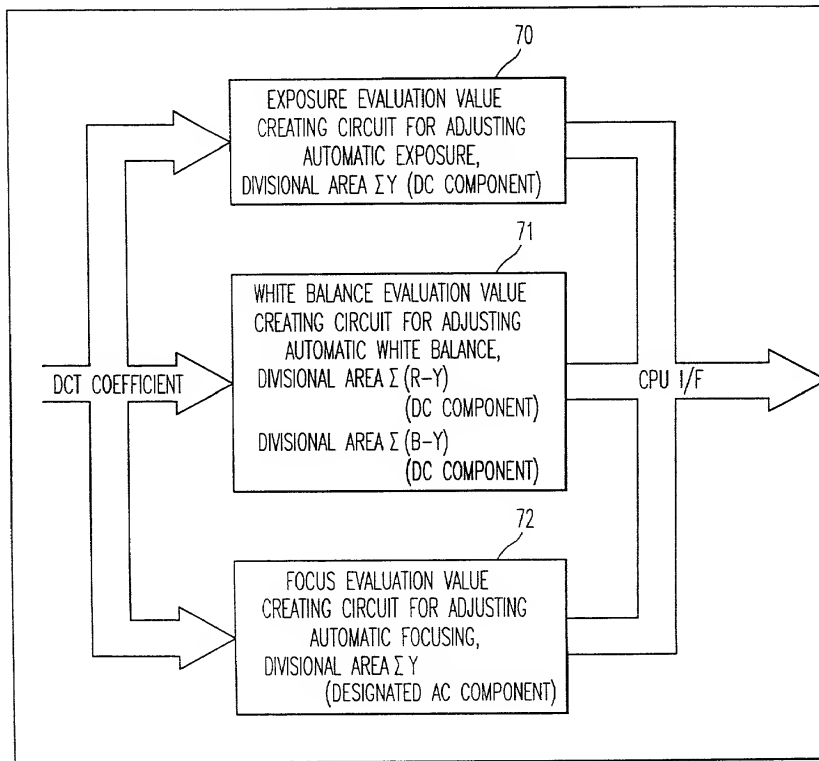 70
EXPOSURE EVALUATION VALUE
CREATING CIRCUIT FOR ADJUSTING
AUTOMATIC EXPOSURE,
DIVISIONAL AREA ΣY (DC COMPONENT)
71
WHITE BALANCE EVALUATION VALUE
CREATING CIRCUIT FOR ADJUSTING
AUTOMATIC WHITE BALANCE,
DIVISIONAL AREA Σ (R-Y)
(DC COMPONENT)
DIVISIONAL AREA Σ (B-Y)
(DC COMPONENT)
DCT COEFFICIENT
CPU I/F
72
FOCUS EVALUATION VALUE
CREATING CIRCUIT FOR ADJUSTING
AUTOMATIC FOCUSING,
DIVISIONAL AREA Σ Y
(DESIGNATED AC COMPONENT)